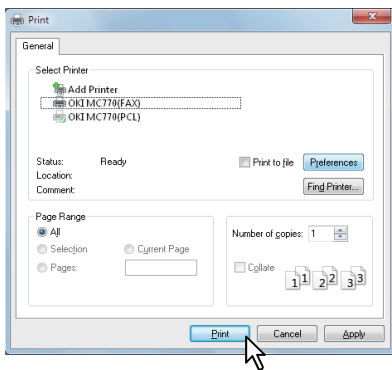 Print
General
Select Printer
Add Printer
OKI MC770(FAX)
OKI MC770(PCL)
Status: Ready
Print to file
Preferences
Location:
Comment:
Find Printer...
Page Range
All
Selection
Current Page
Pages:
Number of copies: 1
Collate
1 1 2 2 3 3
Print
Cancel
Apply